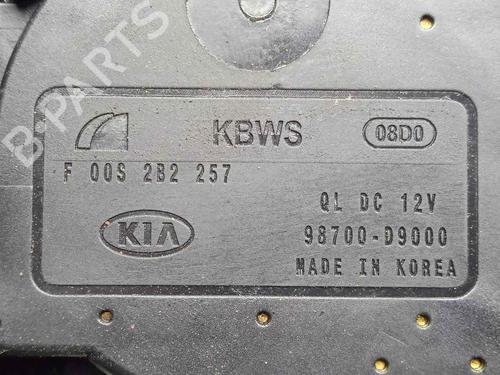 B-PARTS
KBWS
08D0
F 00S 2B2 257
QL DC 12V
KIA
98700-D9000
MADE IN KOREA